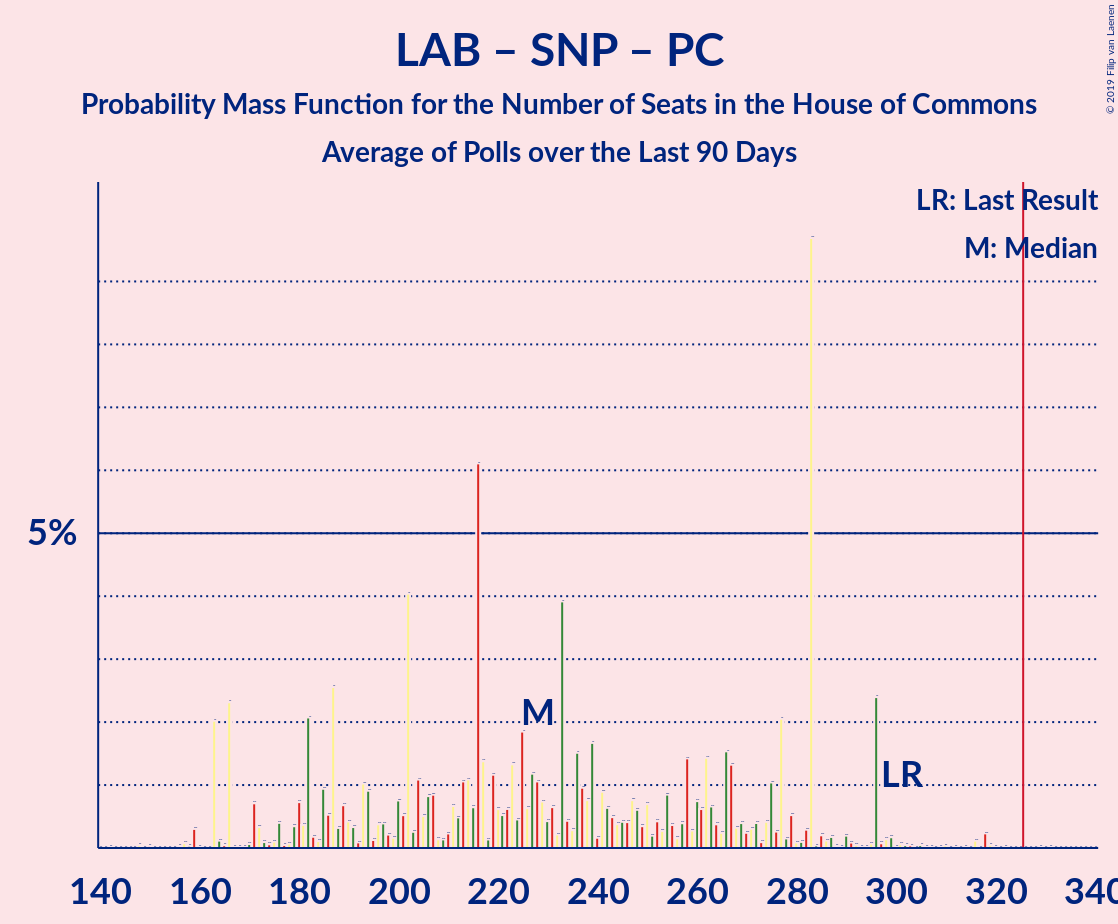 LAB – SNP – PC
Probability Mass Function for the Number of Seats in the House of Commons
Average of Polls over the Last 90 Days
© 2019 Filip van Laenen
LR: Last Result
M: Median
5%
M
LR
140 160 180 200 220 240 260 280 300 320 340